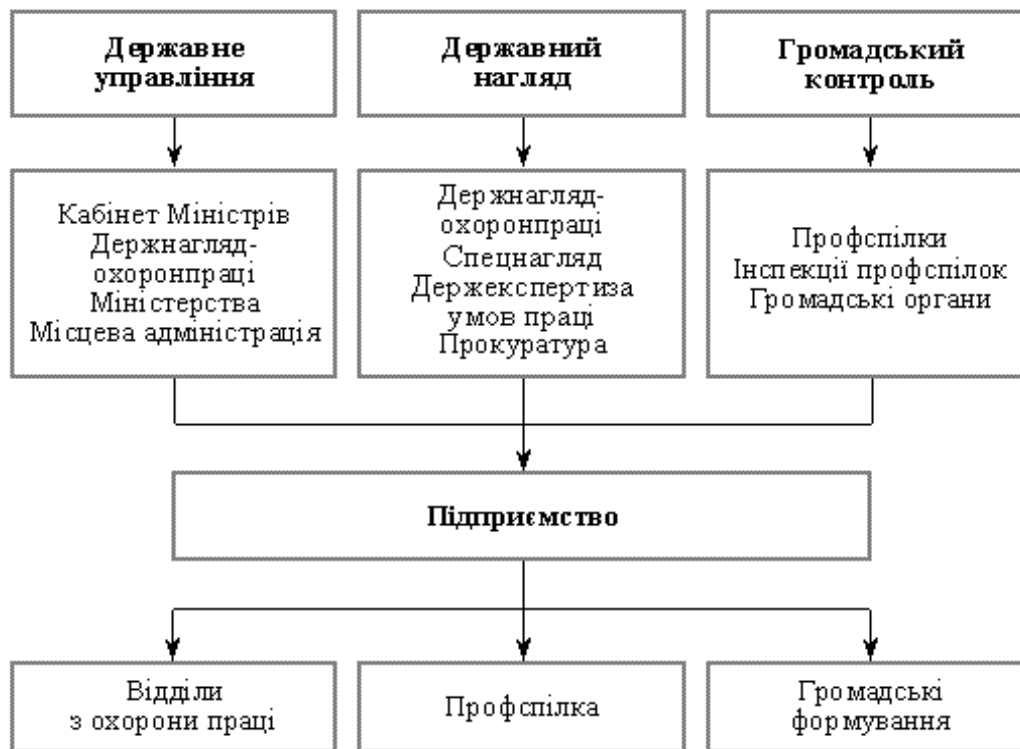 Державне
управління
Державний
нагляд
Громадський
контроль
Кабінет Міністрів
Держнагляд-
охоронпраці
Міністерства
Місцева адміністрація
Держнагляд-
охоронпраці
Спецнагляд
Держекспертиза
умов праці
Прокуратура
Профспілки
Інспекції профспілок
Громадські органи
Підприємство
Відділи
з охорони праці
Профспілка
Громадські
формування